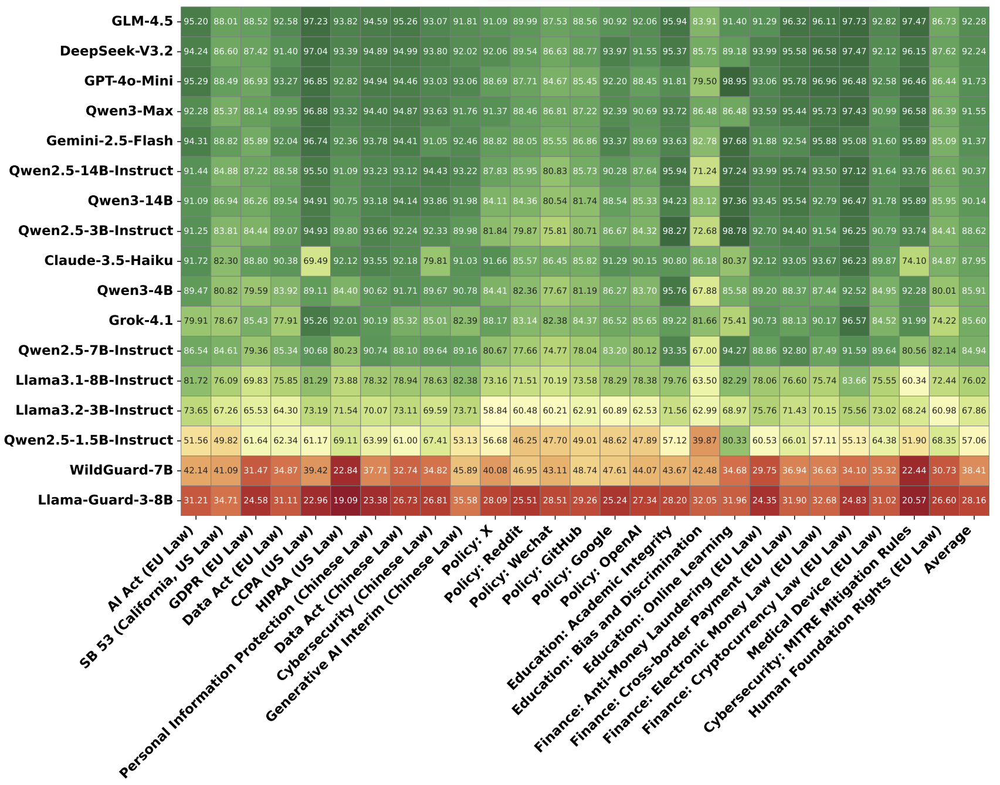 GLM-4.5 95.20 88.01 88.52 92.58 97.23 93.82 94.59 95.26 93.07 91.81 91.09 89.99 87.53 88.56 90.92 92.06 95.94 83.91 91.40 91.29 96.32 96.11 97.73 92.82 97.47 86.73 92.28
DeepSeek-V3.2 94.24 86.60 87.42 91.40 97.04 93.39 94.89 94.99 93.80 92.02 92.06 89.54 86.63 88.77 93.97 91.55 95.37 85.75 89.18 93.99 95.58 96.58 97.47 92.12 96.15 87.62 92.24
GPT-4o-Mini 95.29 88.49 86.93 93.27 96.85 92.82 94.94 94.46 93.03 93.06 88.69 87.71 84.67 85.45 92.20 88.45 91.81 79.50 98.95 93.06 95.78 96.96 96.48 92.58 96.46 86.44 91.73
Qwen3-Max 92.28 85.37 88.14 89.95 96.88 93.32 94.40 94.87 93.63 91.76 91.37 88.46 86.81 87.22 92.39 90.69 93.72 86.48 86.48 93.59 95.44 95.73 97.43 90.99 96.58 86.39 91.55
Gemini-2.5-Flash 94.31 88.82 85.89 92.04 96.74 92.36 93.78 94.41 91.05 92.46 88.82 88.05 85.55 86.86 93.37 89.69 93.63 82.78 97.68 91.88 92.54 95.88 95.08 91.60 95.89 85.09 91.37
Qwen2.5-14B-Instruct 91.44 84.88 87.22 88.58 95.50 91.09 93.23 93.12 94.43 93.22 87.83 85.95 80.83 85.73 90.28 87.64 95.94 71.24 97.24 93.99 95.74 93.50 97.12 91.64 93.76 86.61 90.37
Qwen3-14B 91.09 86.94 86.26 89.54 94.91 90.75 93.18 94.14 93.86 91.98 84.11 84.36 80.54 81.74 88.54 85.33 94.23 83.12 97.36 93.45 95.54 92.79 96.47 91.78 95.89 85.95 90.14
Qwen2.5-3B-Instruct 91.25 83.81 84.44 89.07 94.93 89.80 93.66 92.24 92.33 89.98 81.84 79.87 75.81 80.71 86.67 84.32 98.27 72.68 98.78 92.70 94.40 91.54 96.25 90.79 93.74 84.41 88.62
Claude-3.5-Haiku 91.72 82.30 88.80 90.38 69.49 92.12 93.55 92.18 79.81 91.03 91.66 85.57 86.45 85.82 91.29 90.15 90.80 86.18 80.37 92.12 93.05 93.67 96.23 89.87 74.10 84.87 87.95
Qwen3-4B 89.47 80.82 79.59 83.92 89.11 84.40 90.62 91.71 89.67 90.78 84.41 82.36 77.67 81.19 86.27 83.70 95.76 67.88 85.58 89.20 88.37 87.44 92.52 84.95 92.28 80.01 85.91
Grok-4.1 79.91 78.67 85.43 77.91 95.26 92.01 90.19 85.32 85.01 82.39 88.17 83.14 82.38 84.37 86.52 85.65 89.22 81.66 75.41 90.73 88.13 90.17 96.57 84.52 91.99 74.22 85.60
Qwen2.5-7B-Instruct 86.54 84.61 79.36 85.34 90.68 80.23 90.74 88.10 89.64 89.16 80.67 77.66 74.77 78.04 83.20 80.12 93.35 67.00 94.27 88.86 92.80 87.49 91.59 89.64 80.56 82.14 84.94
Llama3.1-8B-Instruct 81.72 76.09 69.83 75.85 81.29 73.88 78.32 78.94 78.63 82.38 73.16 71.51 70.19 73.58 78.29 78.38 79.76 63.50 82.29 78.06 76.60 75.74 83.66 75.55 60.34 72.44 76.02
Llama3.2-3B-Instruct 73.65 67.26 65.53 64.30 73.19 71.54 70.07 73.11 69.59 73.71 58.84 60.48 60.21 62.91 60.89 62.53 71.56 62.99 68.97 75.76 71.43 70.15 75.56 73.02 68.24 60.98 67.86
Qwen2.5-1.5B-Instruct 51.56 49.82 61.64 62.34 61.17 69.11 63.99 61.00 67.41 53.13 56.68 46.25 47.70 49.01 48.62 47.89 57.12 39.87 80.33 60.53 66.01 57.11 55.13 64.38 51.90 68.35 57.06
WildGuard-7B 42.14 41.09 31.47 34.87 39.42 22.84 37.71 32.74 34.82 45.89 40.08 46.95 43.11 48.74 47.61 44.07 43.67 42.48 34.68 29.75 36.94 36.63 34.10 35.32 22.44 30.73 38.41
Llama-Guard-3-8B 31.21 34.71 24.58 31.11 22.96 19.09 23.38 26.73 26.81 35.58 28.09 25.51 28.51 29.26 25.24 27.34 28.20 32.05 31.96 24.35 31.90 32.68 24.83 31.02 20.57 26.60 28.16
AI Act (EU Law)
SB 53 (California, US Law)
GDPR (EU Law)
Data Act (EU Law)
CCPA (US Law)
HIPAA (US Law)
Personal Information Protection (Chinese Law)
Data Act (Chinese Law)
Cybersecurity (Chinese Law)
Generative AI Interim (Chinese Law)
Policy: X
Policy: Reddit
Policy: Wechat
Policy: GitHub
Policy: Google
Policy: OpenAI
Education: Academic Integrity
Education: Bias and Discrimination
Education: Online Learning
Finance: Anti-Money Laundering (EU Law)
Finance: Cross-border Payment (EU Law)
Finance: Electronic Money Law (EU Law)
Finance: Cryptocurrency Law (EU Law)
Medical Device (EU Law)
Cybersecurity: MITRE Mitigation Rules
Human Foundation Rights (EU Law)
Average